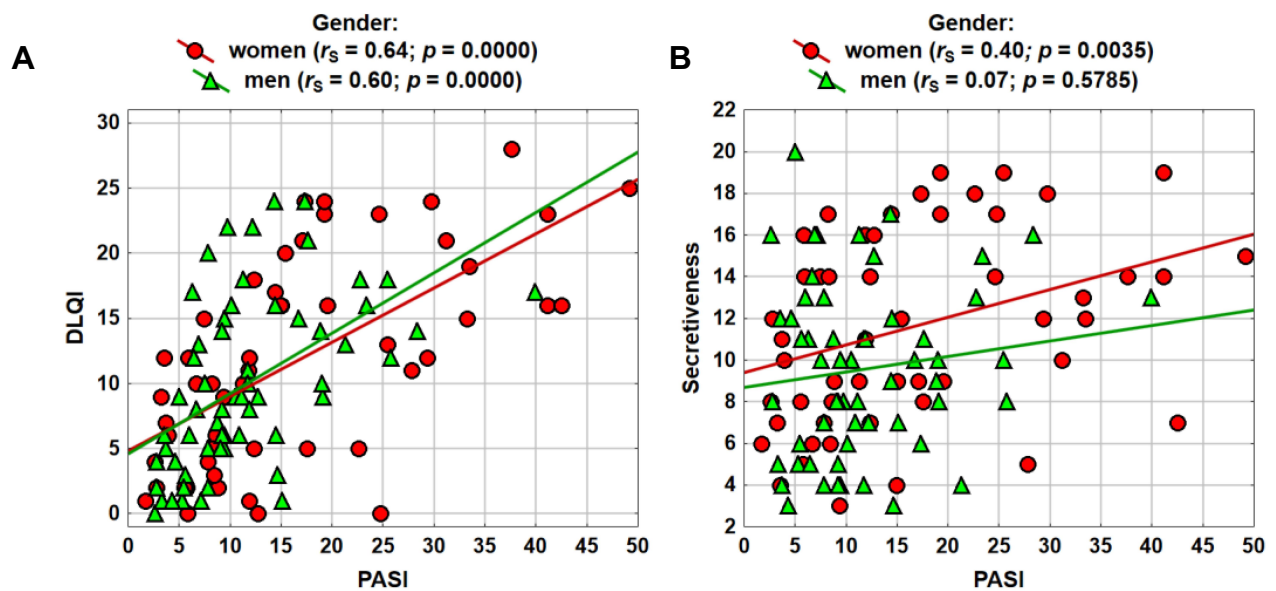 A
Gender:
women (rS = 0.64; p = 0.0000)
men (rS = 0.60; p = 0.0000)
DLQI
30
25
20
15
10
5
0
0 5 10 15 20 25 30 35 40 45 50
PASI
B
Gender:
women (rS = 0.40; p = 0.0035)
men (rS = 0.07; p = 0.5785)
Secretiveness
22
20
18
16
14
12
10
8
6
4
2
0 5 10 15 20 25 30 35 40 45 50
PASI